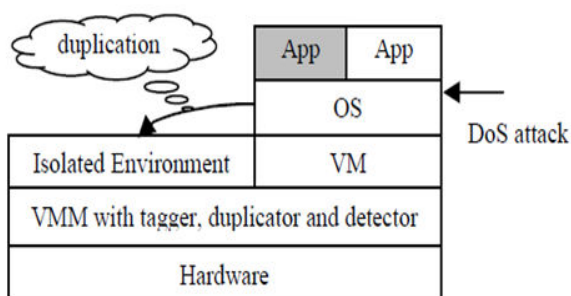 duplication
App
App
OS
DoS attack
Isolated Environment
VM
VMM with tagger, duplicator and detector
Hardware